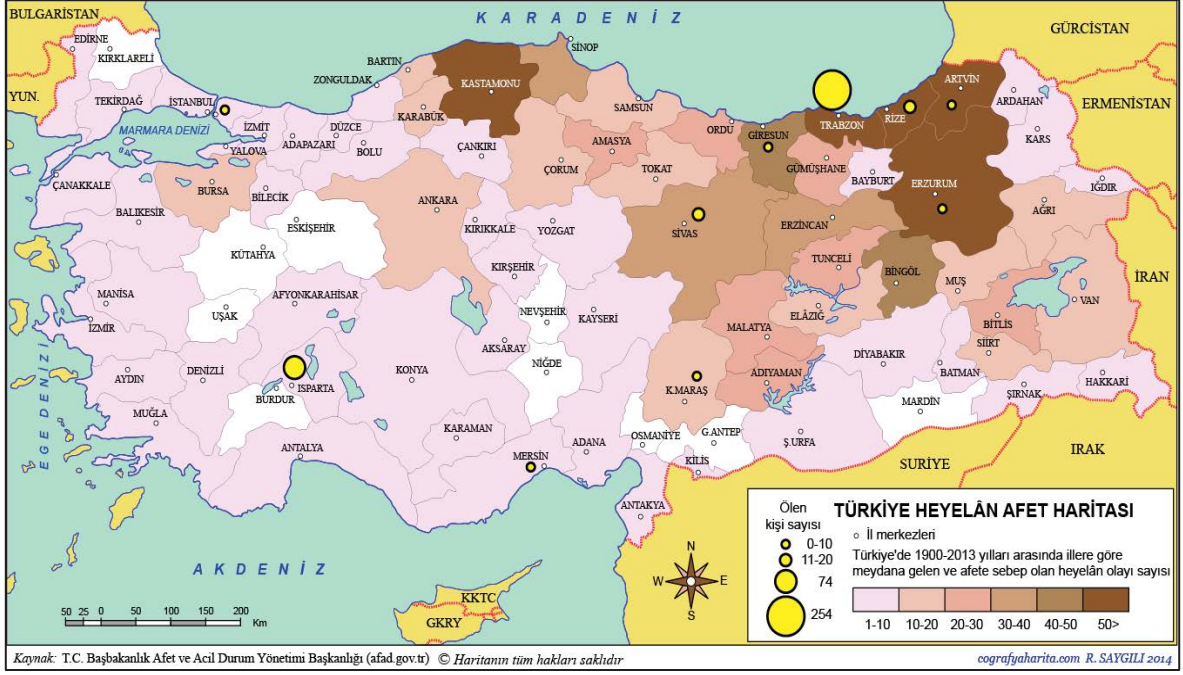 BULGARİSTAN
KARADENİZ
GÜRCİSTAN
EDİRNE
KIRKLARELİ
SİNOP
BARTIN
KASTAMONU
ZONGULDAK
ARTVİN
YUN.
TEKİRDAĞ
İSTANBUL
ARDAHAN
ERMENİSTAN
SAMSUN
KARABÜK
TRABZON
RİZE
MARMARA DENİZİ
İZMİT
DÜZCE
ORDU
GİRESUN
ADAPAZARI
BOLU
AMASYA
KARS
YALOVA
ÇANKIRI
GÜMÜŞHANE
ÇORUM
TOKAT
BAYBURT
ÇANAKKALE
BURSA
BİLECİK
ERZURUM
IĞDIR
BALIKESİR
ANKARA
AĞRI
ESKİŞEHİR
KIRIKKALE
YOZGAT
SİVAS
ERZİNCAN
KÜTAHYA
TUNCELİ
KIRŞEHİR
BİNGÖL
İRAN
MUŞ
MANİSA
AFYONKARAHİSAR
NEVŞEHİR
VAN
UŞAK
KAYSERİ
ELÂZIĞ
İZMİR
MALATYA
BİTLİS
AKSARAY
SİİRT
DİYABAKIR
NİĞDE
AYDIN
DENİZLİ
KONYA
ADIYAMAN
BATMAN
HAKKARİ
ISPARTA
K.MARAŞ
ŞIRNAK
BURDUR
MARDİN
MUĞLA
EGE DENİZİ
KARAMAN
OSMANİYE
G.ANTEP
ADANA
Ş.URFA
ANTALYA
MERSİN
KİLİS
SURİYE
IRAK
ANTAKYA
AKDENİZ
KKTC
GKRY
N
W E
S
50 25 0 50 100 150 200
Km
Ölen
kişi sayısı
0-10
11-20
74
254
TÜRKİYE HEYELÂN AFET HARİTASI
İl merkezleri
Türkiye'de 1900-2013 yılları arasında illere göre
meydana gelen ve afete sebep olan heyelân olayı sayısı
1-10 10-20 20-30 30-40 40-50 50>
Kaynak: T.C. Başbakanlık Afet ve Acil Durum Yönetimi Başkanlığı (afad.gov.tr) © Haritanın tüm hakları saklıdır
cografyaharita.com R. SAYGILI 2014